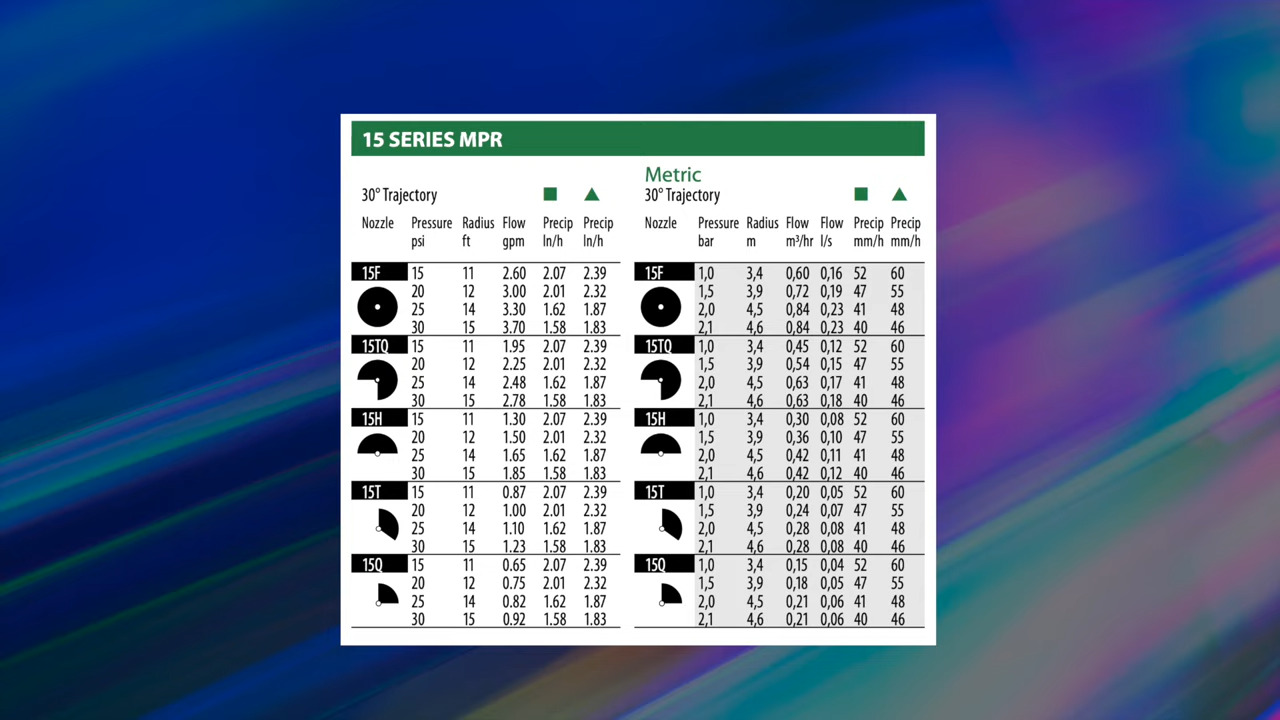 15 SERIES MPR
30° Trajectory ■ ▲
Nozzle Pressure Radius Flow Precip Precip
psi ft gpm In/h In/h
15F 15 11 2.60 2.07 2.39
20 12 3.00 2.01 2.32
25 14 3.30 1.62 1.87
30 15 3.70 1.58 1.83
15TQ 15 11 1.95 2.07 2.39
20 12 2.25 2.01 2.32
25 14 2.48 1.62 1.87
30 15 2.78 1.58 1.83
15H 15 11 1.30 2.07 2.39
20 12 1.50 2.01 2.32
25 14 1.65 1.62 1.87
30 15 1.85 1.58 1.83
15T 15 11 0.87 2.07 2.39
20 12 1.00 2.01 2.32
25 14 1.10 1.62 1.87
30 15 1.23 1.58 1.83
15Q 15 11 0.65 2.07 2.39
20 12 0.75 2.01 2.32
25 14 0.82 1.62 1.87
30 15 0.92 1.58 1.83
Metric
30° Trajectory ■ ▲
Nozzle Pressure Radius Flow Flow Precip Precip
bar m m³/hr l/s mm/h mm/h
15F 1,0 3,4 0,60 0,16 52 60
1,5 3,9 0,72 0,19 47 55
2,0 4,5 0,84 0,23 41 48
2,1 4,6 0,84 0,23 40 46
15TQ 1,0 3,4 0,45 0,12 52 60
1,5 3,9 0,54 0,15 47 55
2,0 4,5 0,63 0,17 41 48
2,1 4,6 0,63 0,18 40 46
15H 1,0 3,4 0,30 0,08 52 60
1,5 3,9 0,36 0,10 47 55
2,0 4,5 0,42 0,11 41 48
2,1 4,6 0,42 0,12 40 46
15T 1,0 3,4 0,20 0,05 52 60
1,5 3,9 0,24 0,07 47 55
2,0 4,5 0,28 0,08 41 48
2,1 4,6 0,28 0,08 40 46
15Q 1,0 3,4 0,15 0,04 52 60
1,5 3,9 0,18 0,05 47 55
2,0 4,5 0,21 0,06 41 48
2,1 4,6 0,21 0,06 40 46